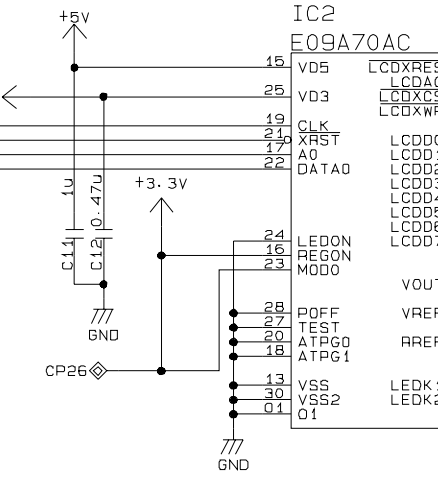 IC2
+5V
E09A70AC
15 VD5 LCDXRES
LCDA0
25 VD3 LCDXCS
LCDXWR
19 CLK
21 XRST LCDD0
17 A0 LCDD1
22 DATA0 LCDD2
LCDD3
1u 0.47u +3.3V LCDD4
LCDD5
LCDD6
24 LEDON LCDD7
C11 C12 16 REGON
23 MODO
VOUT
28 POFF VREF
27 TEST
GND 20 ATPG0 RREF
18 ATPG1
CP26 13 VSS LEDK1
30 VSS2 LEDK2
01 O1
GND